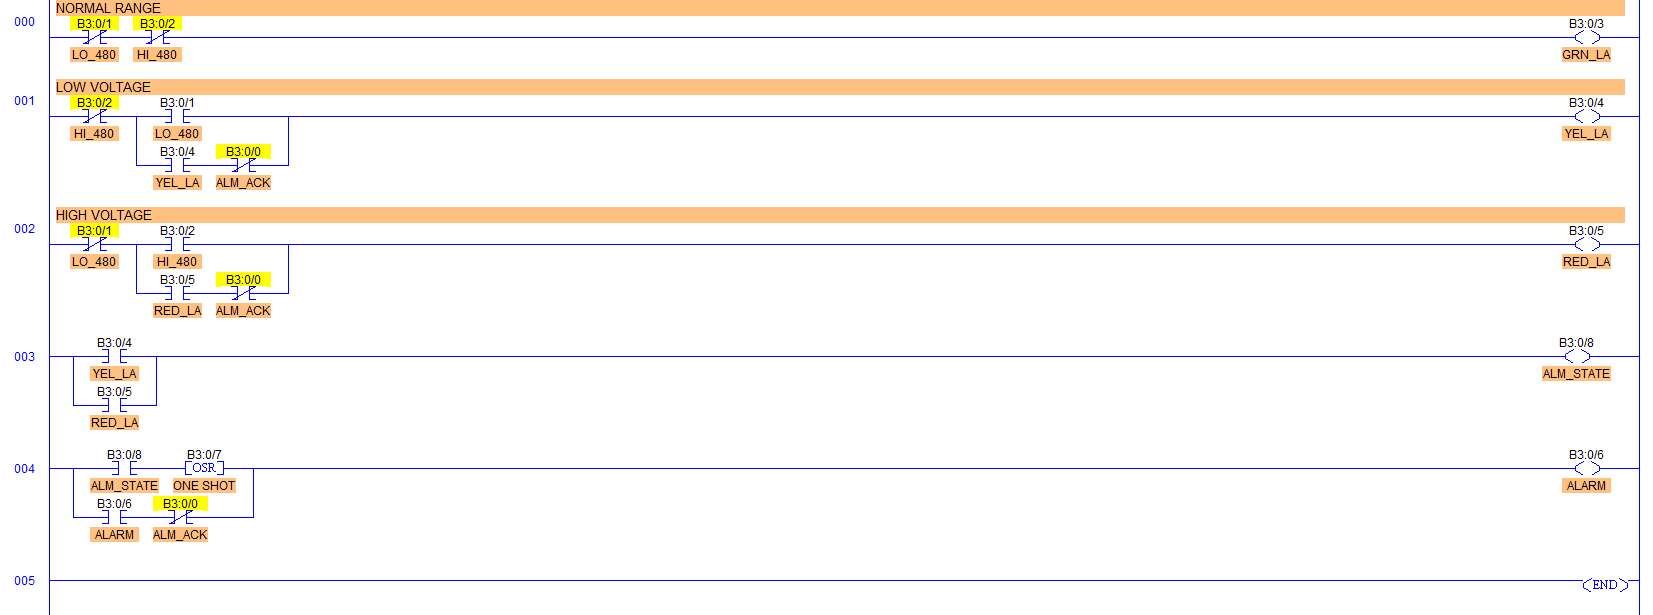 NORMAL RANGE
000
B3:0/1 B3:0/2 B3:0/3
LO_480 HI_480 GRN_LA
LOW VOLTAGE
001
B3:0/2 B3:0/1 B3:0/4
HI_480 LO_480 YEL_LA
B3:0/4 B3:0/0
YEL_LA ALM_ACK
HIGH VOLTAGE
002
B3:0/1 B3:0/2 B3:0/5
LO_480 HI_480 RED_LA
B3:0/5 B3:0/0
RED_LA ALM_ACK
B3:0/4 B3:0/8
003
YEL_LA ALM_STATE
B3:0/5
RED_LA
B3:0/8 B3:0/7 B3:0/6
004 OSR
ALM_STATE ONE SHOT ALARM
B3:0/6 B3:0/0
ALARM ALM_ACK
005 END